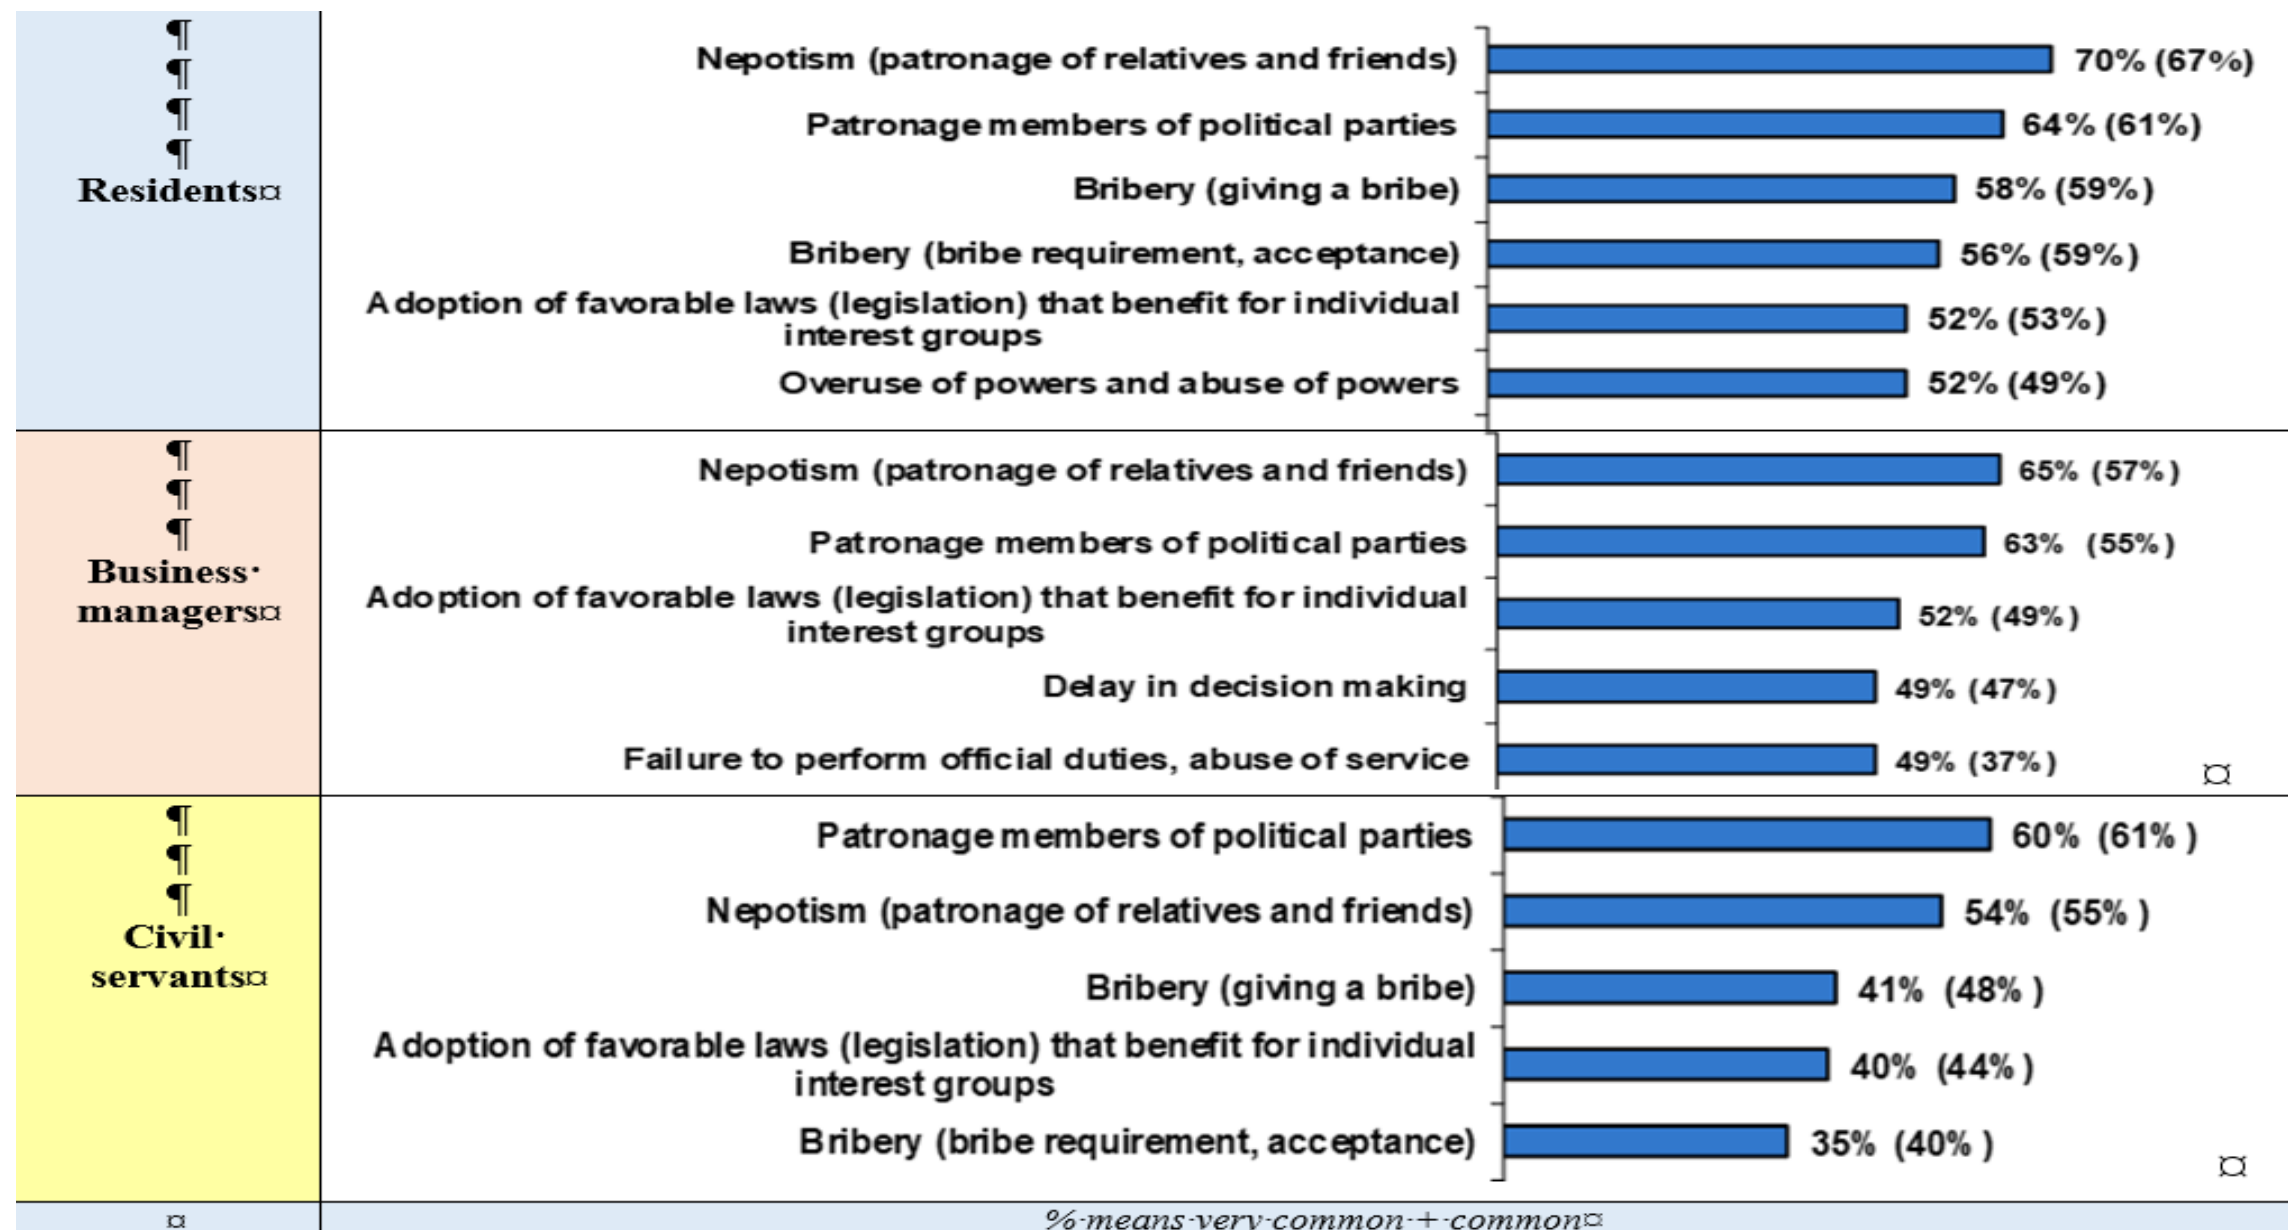 ¶
¶
¶
¶
Residents¤
Nepotism (patronage of relatives and friends) 70% (67%)
Patronage members of political parties 64% (61%)
Bribery (giving a bribe) 58% (59%)
Bribery (bribe requirement, acceptance) 56% (59%)
Adoption of favorable laws (legislation) that benefit for individual
interest groups 52% (53%)
Overuse of powers and abuse of powers 52% (49%)
¶
¶
¶
Business·
managers¤
Nepotism (patronage of relatives and friends) 65% (57%)
Patronage members of political parties 63% (55%)
Adoption of favorable laws (legislation) that benefit for individual
interest groups 52% (49%)
Delay in decision making 49% (47%)
Failure to perform official duties, abuse of service 49% (37%)
¤
¶
¶
¶
Civil·
servants¤
Patronage members of political parties 60% (61%)
Nepotism (patronage of relatives and friends) 54% (55%)
Bribery (giving a bribe) 41% (48%)
Adoption of favorable laws (legislation) that benefit for individual
interest groups 40% (44%)
Bribery (bribe requirement, acceptance) 35% (40%)
¤
¤ %·means·very·common·+·common¤